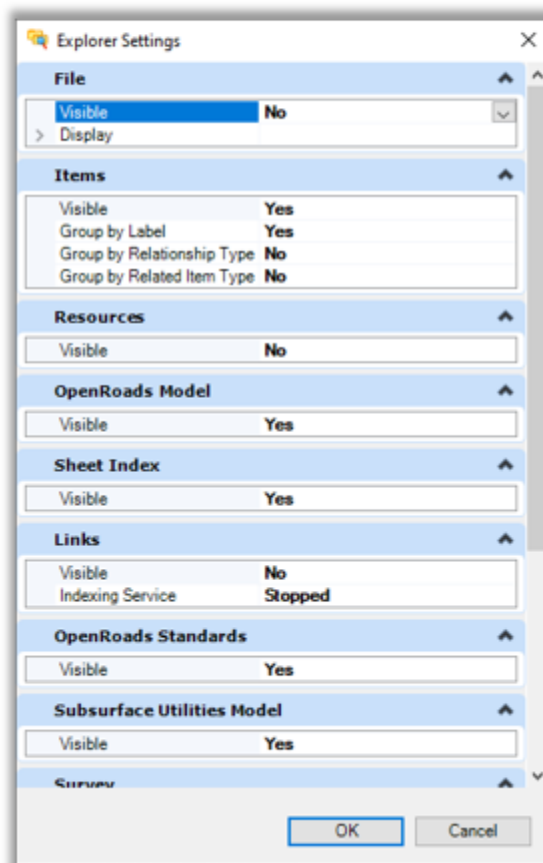 Explorer Settings
File
Visible No
Display
Items
Visible Yes
Group by Label Yes
Group by Relationship Type No
Group by Related Item Type No
Resources
Visible No
OpenRoads Model
Visible Yes
Sheet Index
Visible Yes
Links
Visible No
Indexing Service Stopped
OpenRoads Standards
Visible Yes
Subsurface Utilities Model
Visible Yes
Survey
OK Cancel